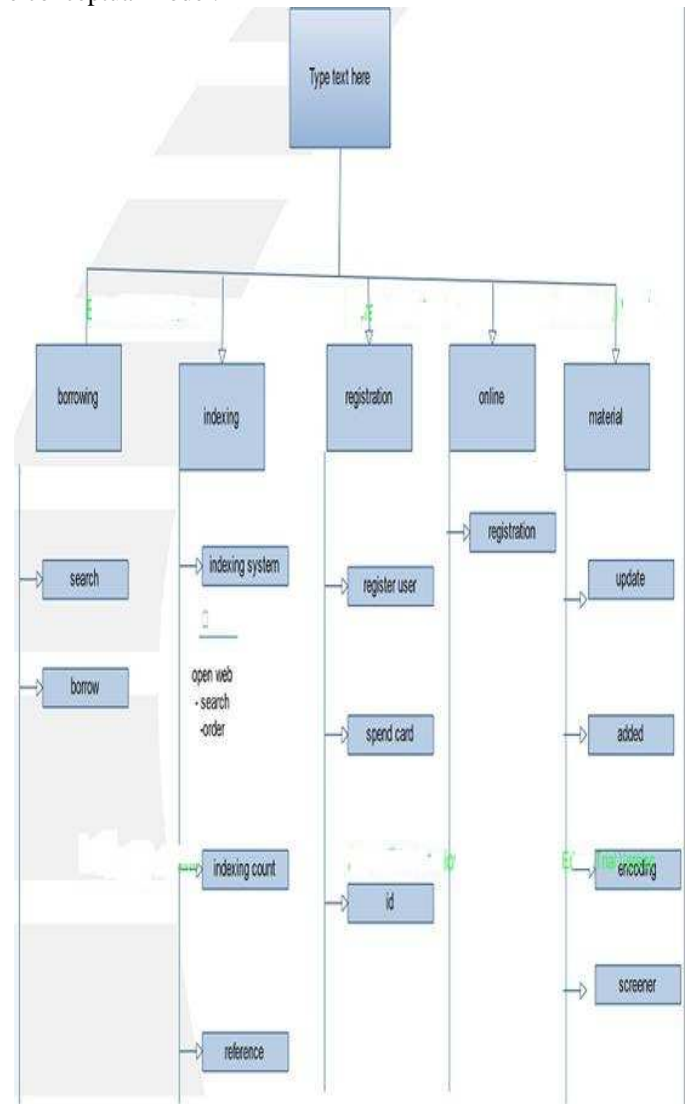 Type text here
borrowing
indexing
registration
online
material
search
borrow
indexing system
open web
- search
-order
indexing count
reference
register user
spend card
id
registration
update
added
encoding
screener